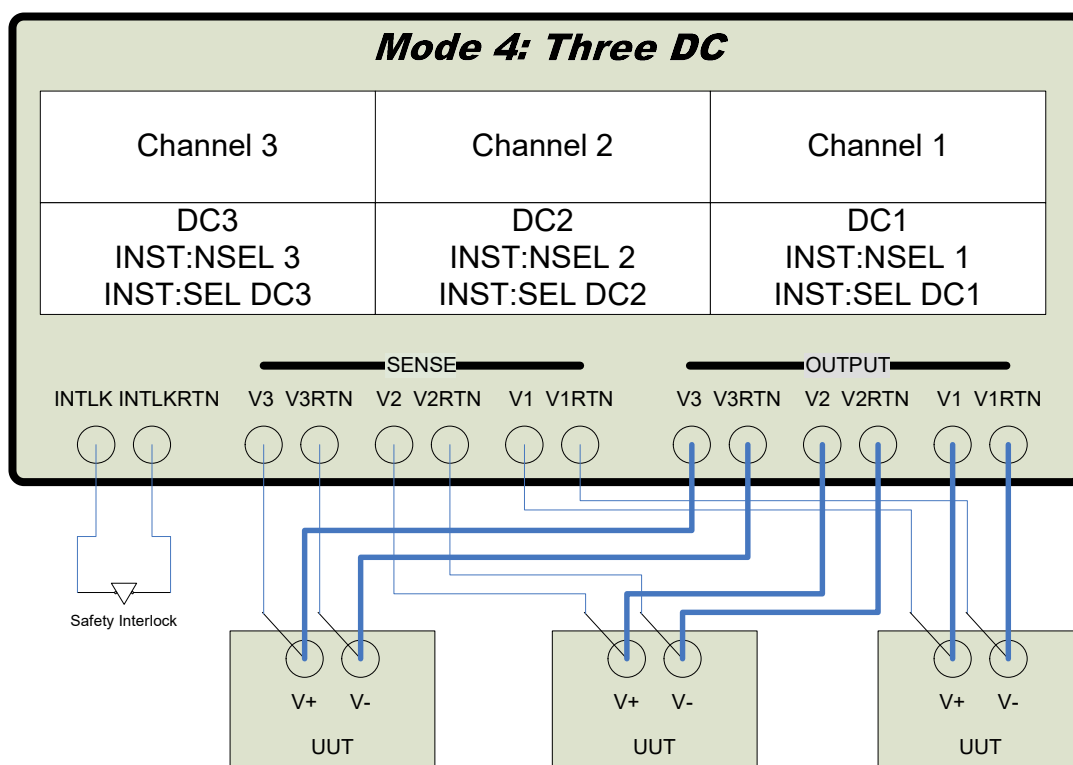 Mode 4: Three DC
Channel 3
Channel 2
Channel 1
DC3
INST:NSEL 3
INST:SEL DC3
DC2
INST:NSEL 2
INST:SEL DC2
DC1
INST:NSEL 1
INST:SEL DC1
SENSE
OUTPUT
INTLK INTLKRTN V3 V3RTN V2 V2RTN V1 V1RTN V3 V3RTN V2 V2RTN V1 V1RTN
Safety Interlock
V+ V-
UUT
V+ V-
UUT
V+ V-
UUT